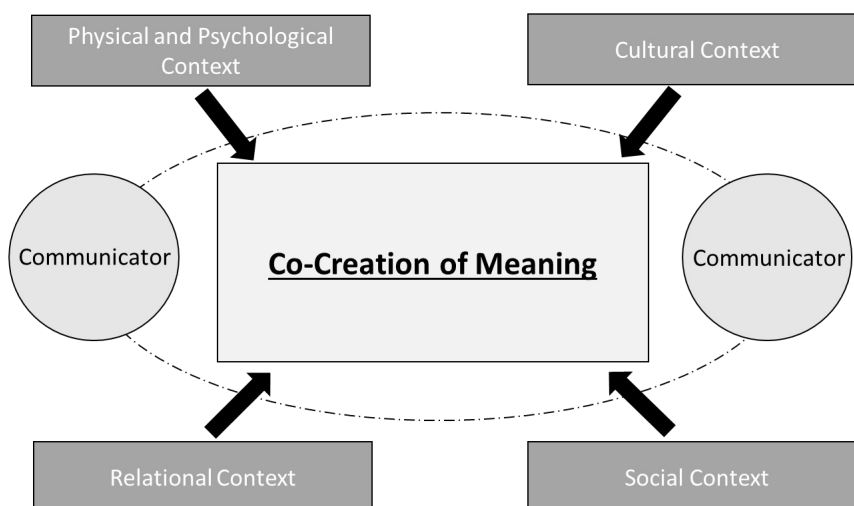 Physical and Psychological
Context
Cultural Context
Communicator
Co-Creation of Meaning
Communicator
Relational Context
Social Context